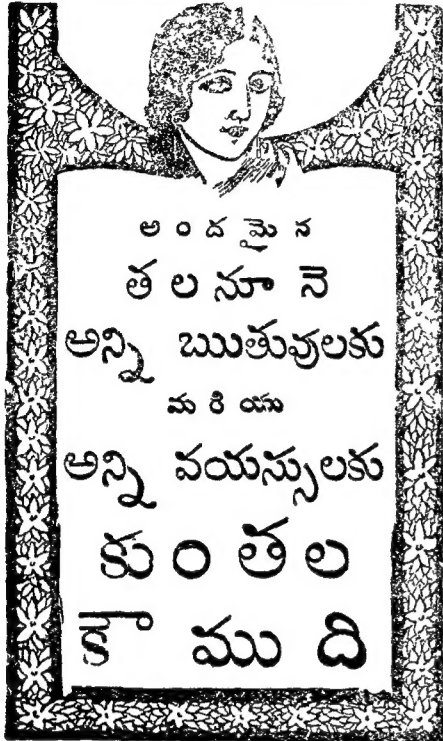 అందమైన
తలనూనె
అన్ని ఋతువులకు
మరియు
అన్ని వయస్సులకు
కుంతల
కౌముది